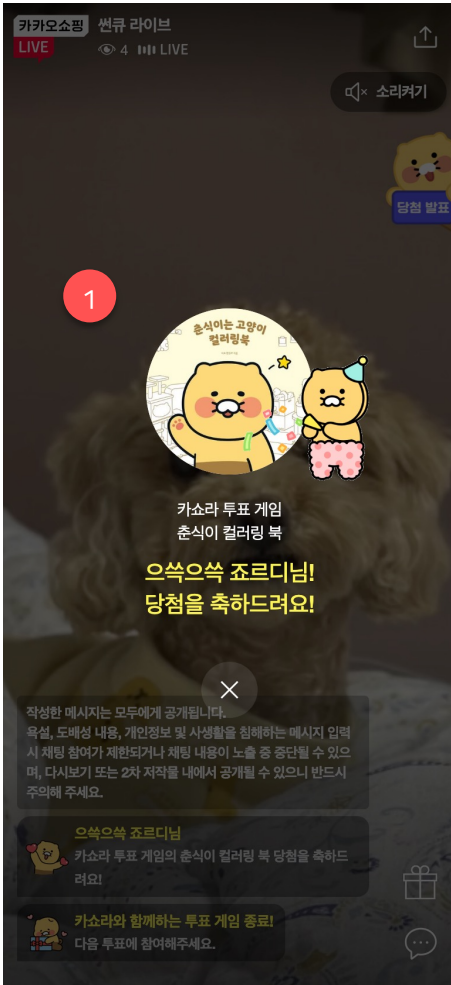 카카오쇼핑 썬큐 라이브
LIVE 4 LIVE
소리켜기
당첨 발표
1
춘식이는 고양이
컬러링북
카쇼라 투표 게임
춘식이 컬러링 북
으쓱으쓱 죠르디님!
당첨을 축하드려요!
작성한 메시지는 모두에게 공개됩니다.
욕설, 도배성 내용, 개인정보 및 사생활을 침해하는 메시지 입력
시 채팅 참여가 제한되거나 채팅 내용이 노출 중 중단될 수 있으
며, 다시보기 또는 2차 저작물 내에서 공개될 수 있으니 반드시
주의해 주세요.
으쓱으쓱 죠르디님
카쇼라 투표 게임의 춘식이 컬러링 북 당첨을 축하드
려요!
카쇼라와 함께하는 투표 게임 종료!
다음 투표에 참여해주세요.